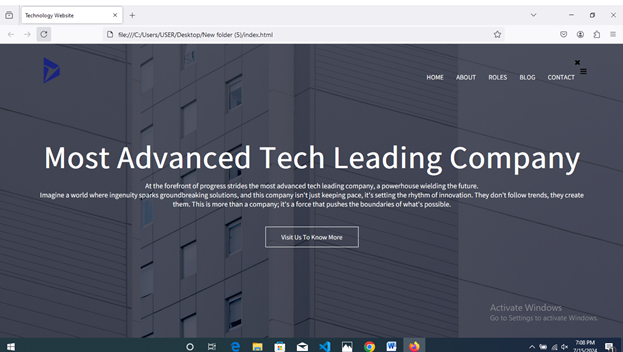 Technology Website
file:///C:/Users/USER/Desktop/New folder (5)/index.html
HOME ABOUT ROLES BLOG CONTACT
Most Advanced Tech Leading Company
At the forefront of progress strides the most advanced tech leading company, a powerhouse wielding the future.
Imagine a world where ingenuity sparks groundbreaking solutions, and this company isn't just keeping pace, it's setting the rhythm of innovation. They don't follow trends, they create
them. This is more than a company; it's a force that pushes the boundaries of what's possible.
Visit Us To Know More
Activate Windows
Go to Settings to activate Windows.
7:08 PM
7/15/2024